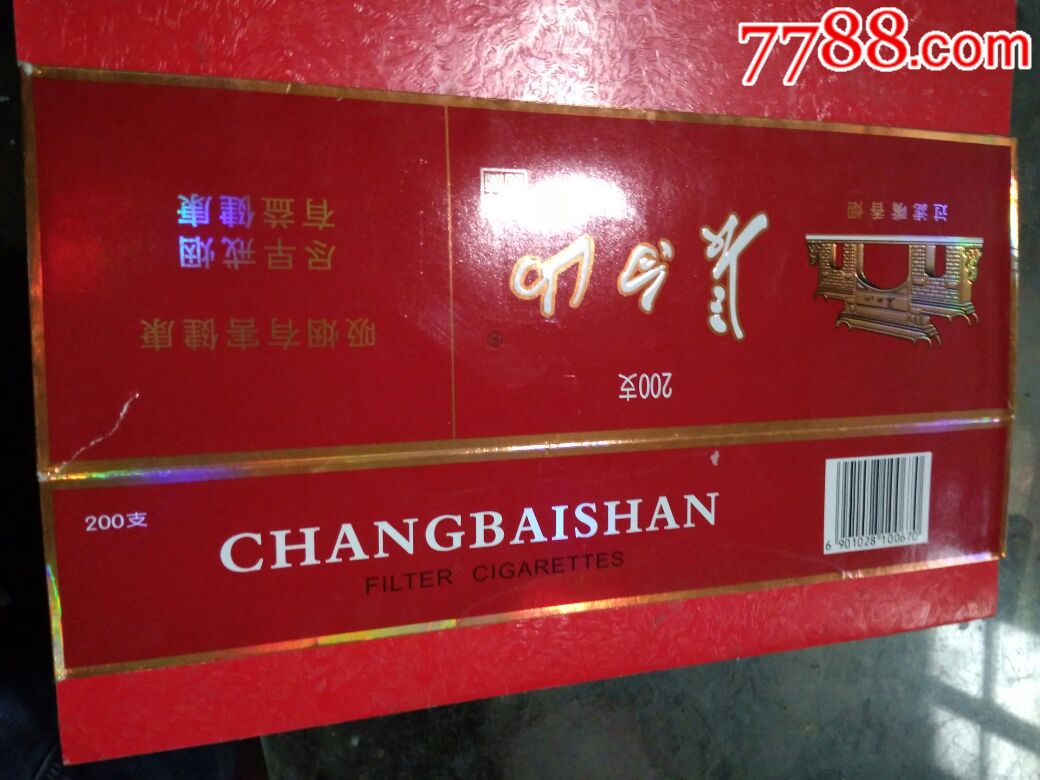 7788.com
吸烟有害健康
尽早戒烟
有益健康
200支
长白山
®
过滤嘴香烟
200支
CHANGBAISHAN
FILTER CIGARETTES
6 901028 100670